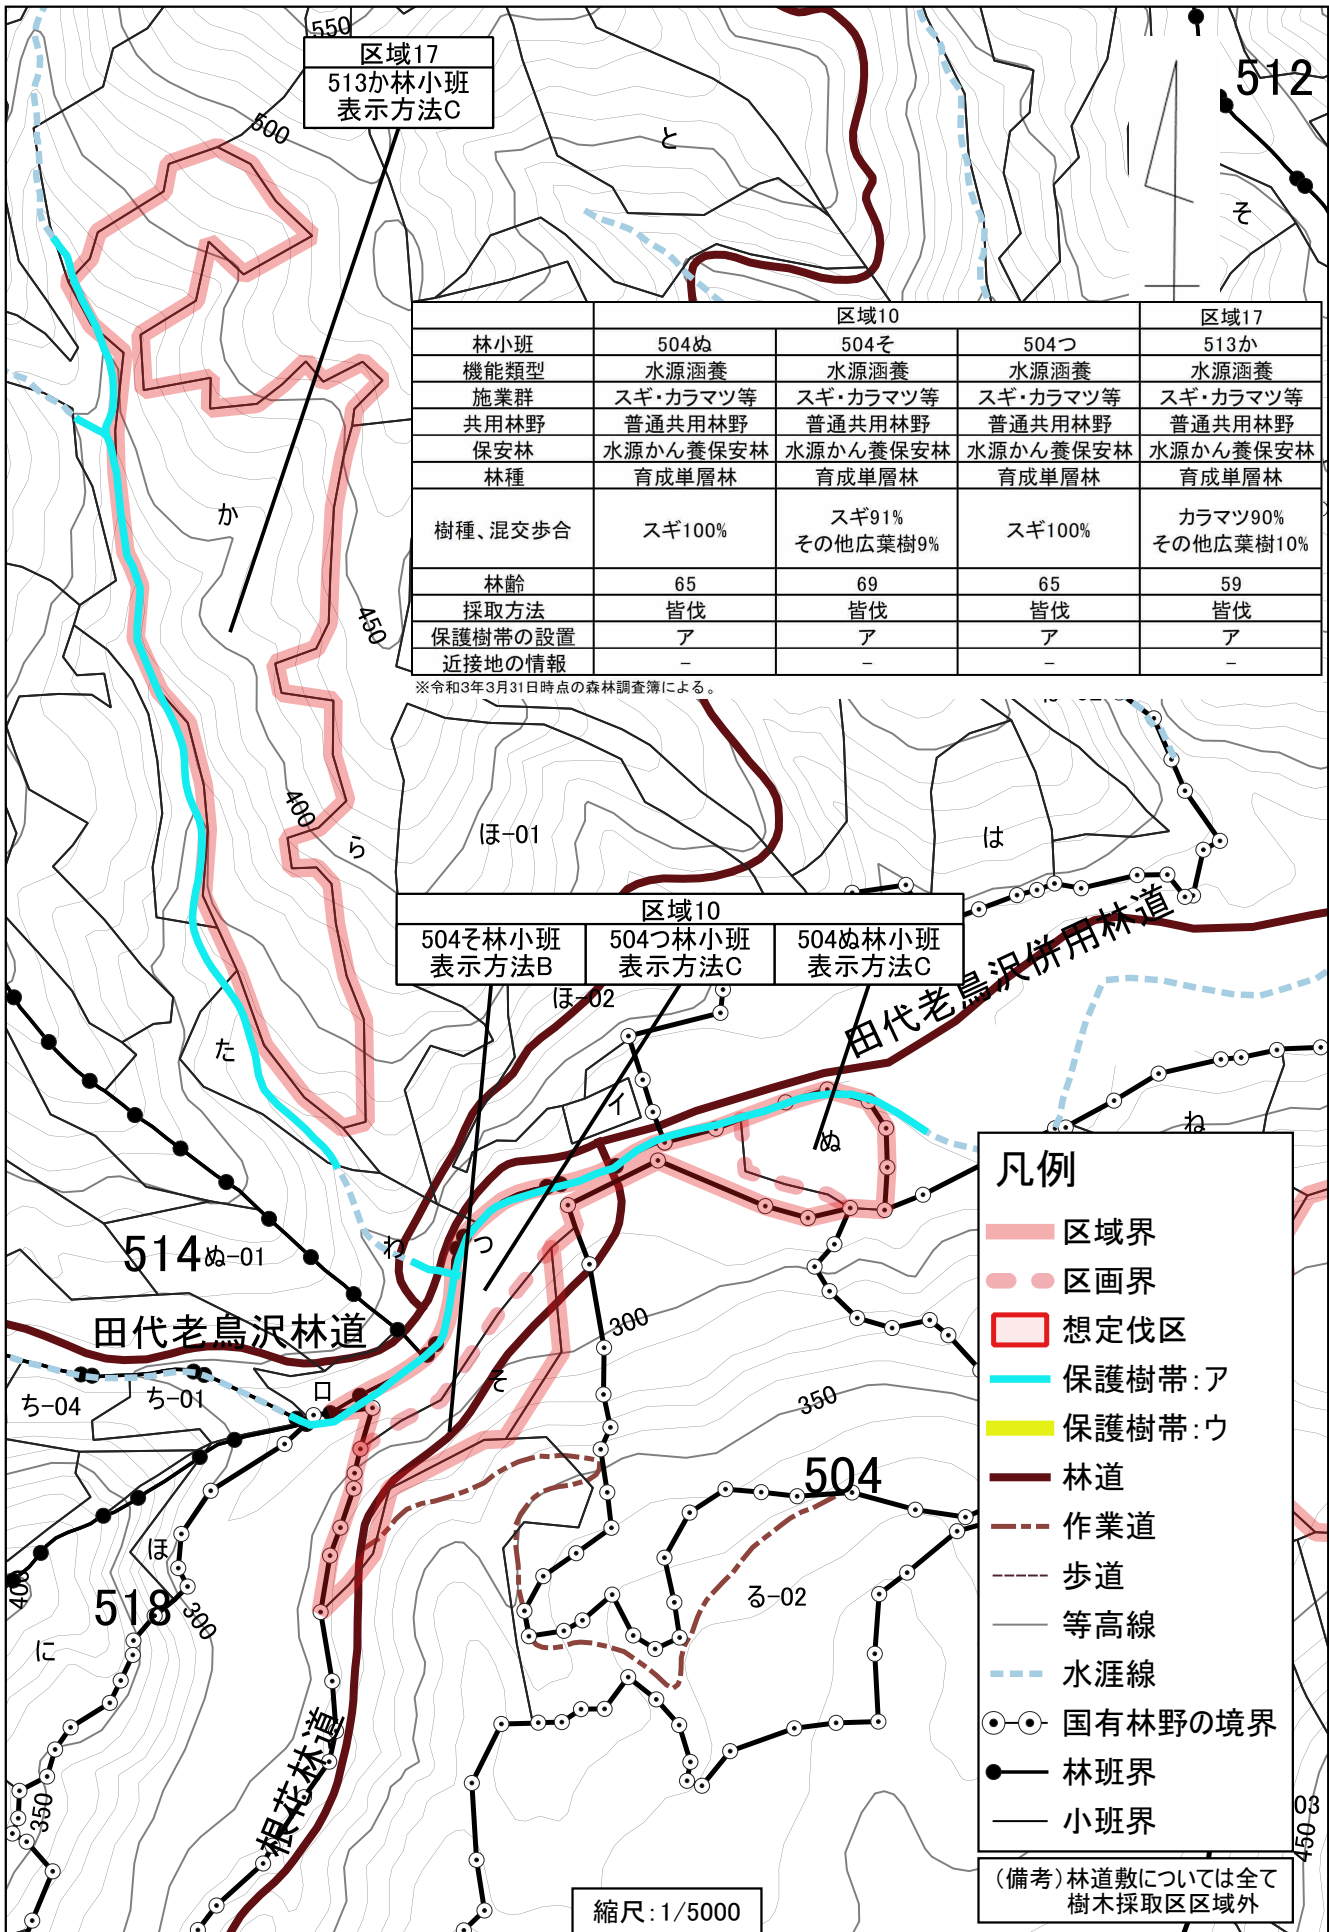 550
区域17
513か林小班
表示方法C
500
と
512
そ
区域10 区域17
林小班 504ぬ 504そ 504つ 513か
機能類型 水源涵養 水源涵養 水源涵養 水源涵養
施業群 スギ・カラマツ等 スギ・カラマツ等 スギ・カラマツ等 スギ・カラマツ等
共用林野 普通共用林野 普通共用林野 普通共用林野 普通共用林野
保安林 水源かん養保安林 水源かん養保安林 水源かん養保安林 水源かん養保安林
林種 育成単層林 育成単層林 育成単層林 育成単層林
樹種、混交歩合 スギ100% スギ91% スギ100% カラマツ90%
その他広葉樹9% その他広葉樹10%
林齢 65 69 65 59
採取方法 皆伐 皆伐 皆伐 皆伐
保護樹帯の設置 ア ア ア ア
近接地の情報 - - - -
※令和3年3月31日時点の森林調査簿による。
か
450
400
ら
ほ-01
は
区域10
504そ林小班 504つ林小班 504ぬ林小班
表示方法B 表示方法C 表示方法C
田代老鳥沢併用林道
ほ-02
た
イ
ぬ
ね
514
ぬ-01
れ
つ
田代老鳥沢林道
300
そ
350
ち-04
ち-01
ロ
504
ほ
400
518
300
に
る-02
根花林道
350
凡例
区域界
区画界
想定伐区
保護樹帯:ア
保護樹帯:ウ
林道
作業道
歩道
等高線
水涯線
国有林野の境界
林班界
小班界
03
450
(備考)林道敷については全て
樹木採取区区域外
縮尺:1/5000